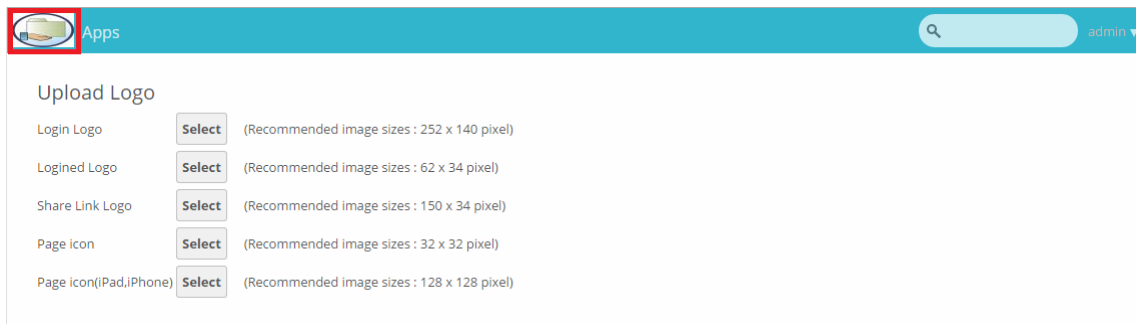 Apps
admin ▼
Upload Logo
Login Logo Select (Recommended image sizes : 252 x 140 pixel)
Logined Logo Select (Recommended image sizes : 62 x 34 pixel)
Share Link Logo Select (Recommended image sizes : 150 x 34 pixel)
Page icon Select (Recommended image sizes : 32 x 32 pixel)
Page icon(iPad,iPhone) Select (Recommended image sizes : 128 x 128 pixel)